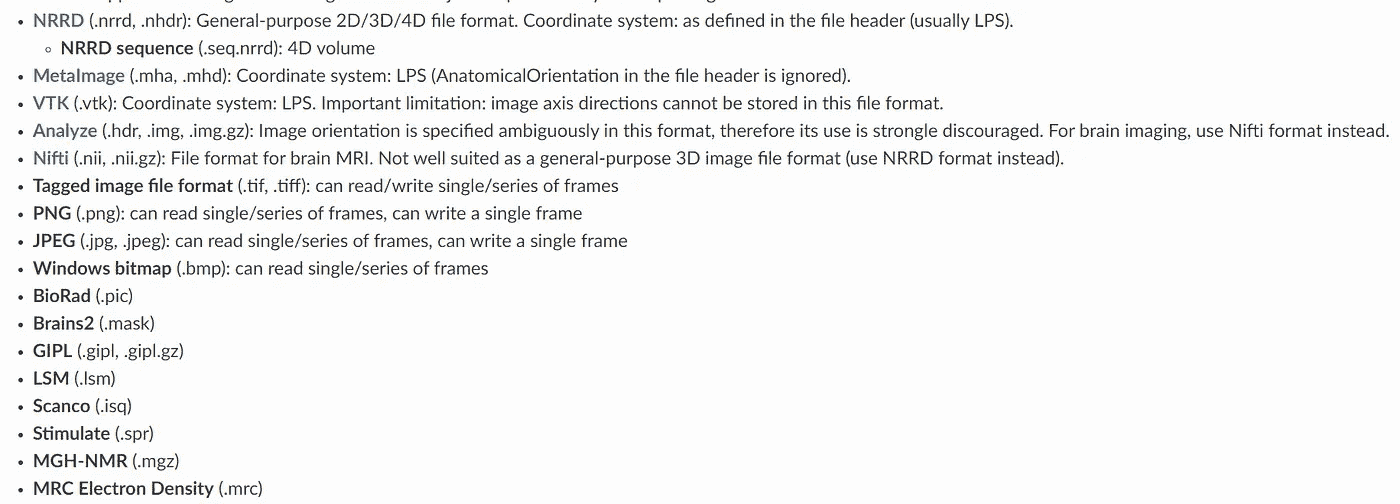 • NRRD (.nrrd, .nhdr): General-purpose 2D/3D/4D file format. Coordinate system: as defined in the file header (usually LPS).
◦ NRRD sequence (.seq.nrrd): 4D volume
• MetaImage (.mha, .mhd): Coordinate system: LPS (AnatomicalOrientation in the file header is ignored).
• VTK (.vtk): Coordinate system: LPS. Important limitation: image axis directions cannot be stored in this file format.
• Analyze (.hdr, .img, .img.gz): Image orientation is specified ambiguously in this format, therefore its use is strongle discouraged. For brain imaging, use Nifti format instead.
• Nifti (.nii, .nii.gz): File format for brain MRI. Not well suited as a general-purpose 3D image file format (use NRRD format instead).
• Tagged image file format (.tif, .tiff): can read/write single/series of frames
• PNG (.png): can read single/series of frames, can write a single frame
• JPEG (.jpg, .jpeg): can read single/series of frames, can write a single frame
• Windows bitmap (.bmp): can read single/series of frames
• BioRad (.pic)
• Brains2 (.mask)
• GIPL (.gipl, .gipl.gz)
• LSM (.lsm)
• Scanco (.isq)
• Stimulate (.spr)
• MGH-NMR (.mgz)
• MRC Electron Density (.mrc)